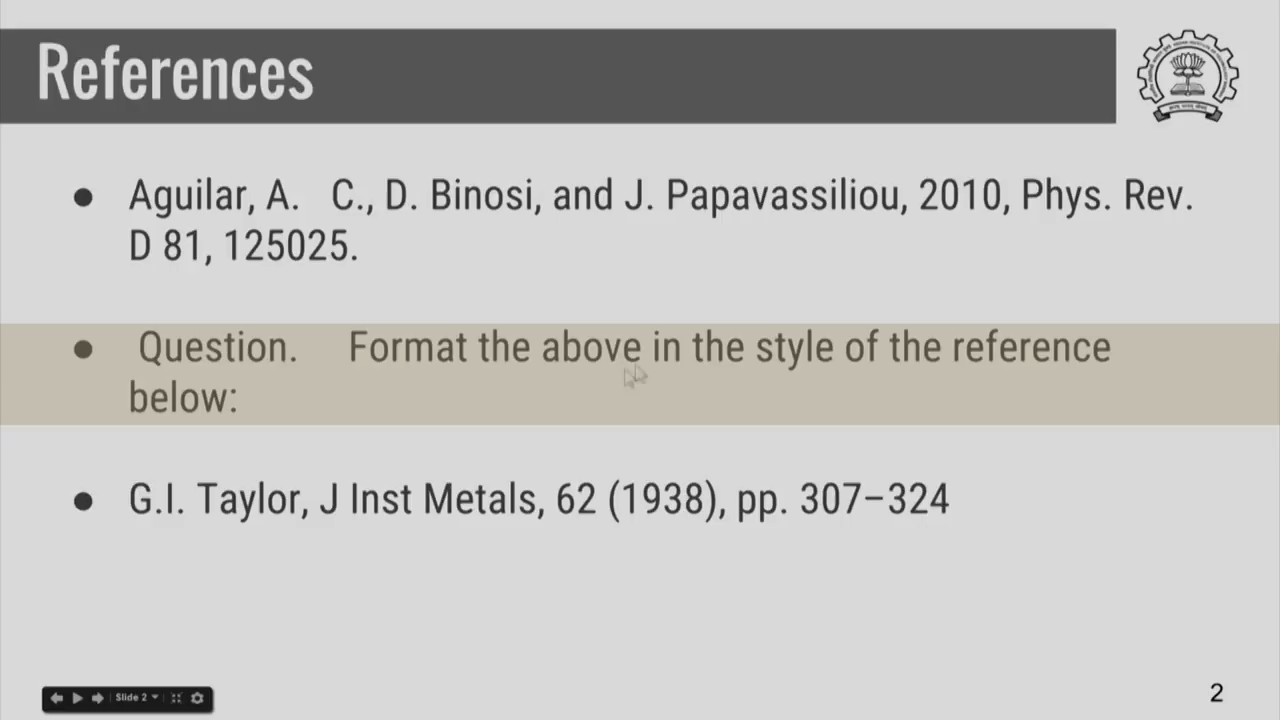 References
● Aguilar, A. C., D. Binosi, and J. Papavassiliou, 2010, Phys. Rev.
D 81, 125025.
● Question. Format the above in the style of the reference
below:
● G.I. Taylor, J Inst Metals, 62 (1938), pp. 307–324
Slide 2
2